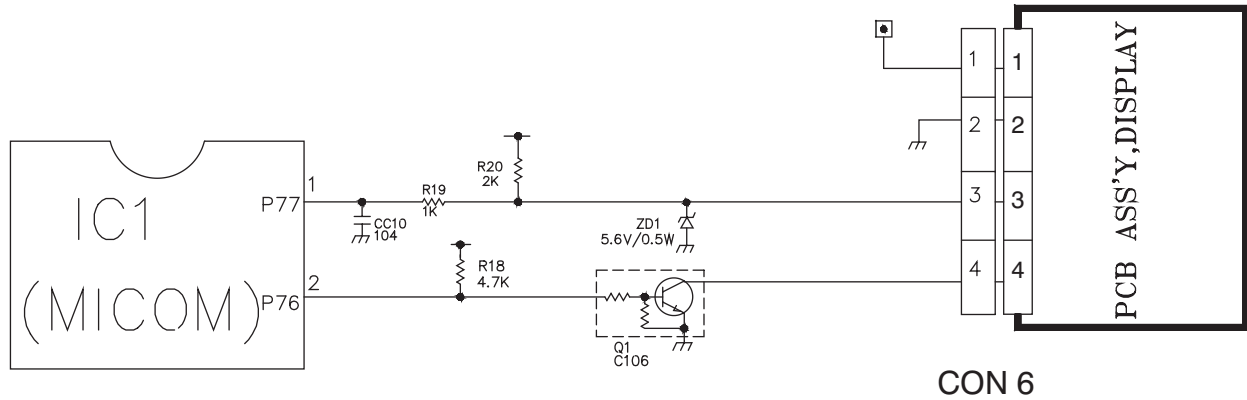 IC1
(MICOM)
P77
1
P76
2
CC10
104
R19
1K
R20
2K
R18
4.7K
ZD1
5.6V/0.5W
Q1
C106
1 1
2 2
3 3
4 4
PCB ASS'Y,DISPLAY
CON 6